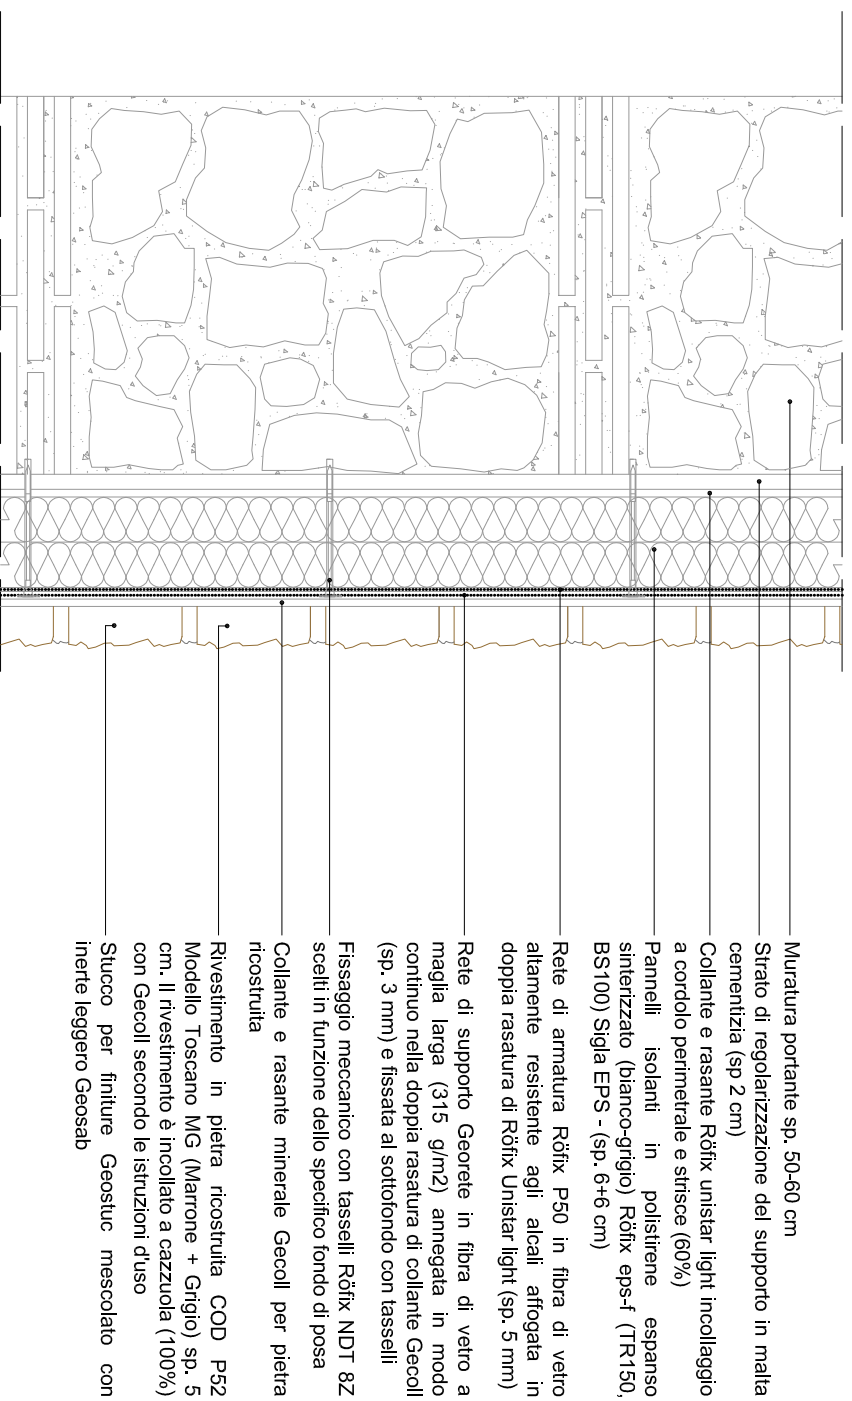 Muratura portante sp. 50-60 cm
Strato di regolarizzazione del supporto in malta
cementizia (sp 2 cm)
Collante e rasante Röfix unistar light incollaggio
a cordolo perimetrale e strisce (60%)
Pannelli isolanti in polistirene espanso
sinterizzato (bianco-grigio) Röfix eps-f (TR150,
BS100) Sigla EPS - (sp. 6+6 cm)
Rete di armatura Röfix P50 in fibra di vetro
altamente resistente agli alcali affogata in
doppia rasatura di Röfix Unistar light (sp. 5 mm)
Rete di supporto Georete in fibra di vetro a
maglia larga (315 g/m2) annegata in modo
continuo nella doppia rasatura di collante Gecoll
(sp. 3 mm) e fissata al sottofondo con tasselli
Fissaggio meccanico con tasselli Röfix NDT 8Z
scelti in funzione dello specifico fondo di posa
Collante e rasante minerale Gecoll per pietra
ricostruita
Rivestimento in pietra ricostruita COD P52
Modello Toscano MG (Marrone + Grigio) sp. 5
cm. Il rivestimento è incollato a cazzuola (100%)
con Gecoll secondo le istruzioni d'uso
Stucco per finiture Geostuc mescolato con
inerte leggero Geosab